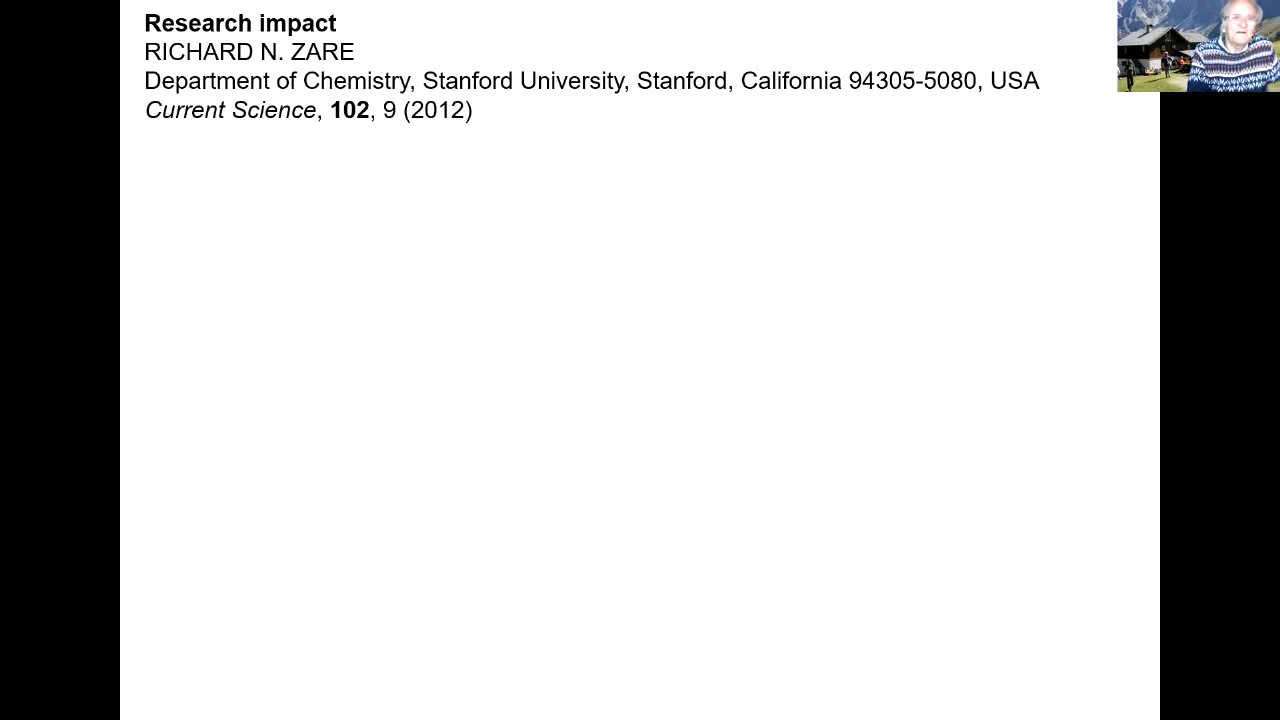 Research impact
RICHARD N. ZARE
Department of Chemistry, Stanford University, Stanford, California 94305-5080, USA
Current Science, 102, 9 (2012)